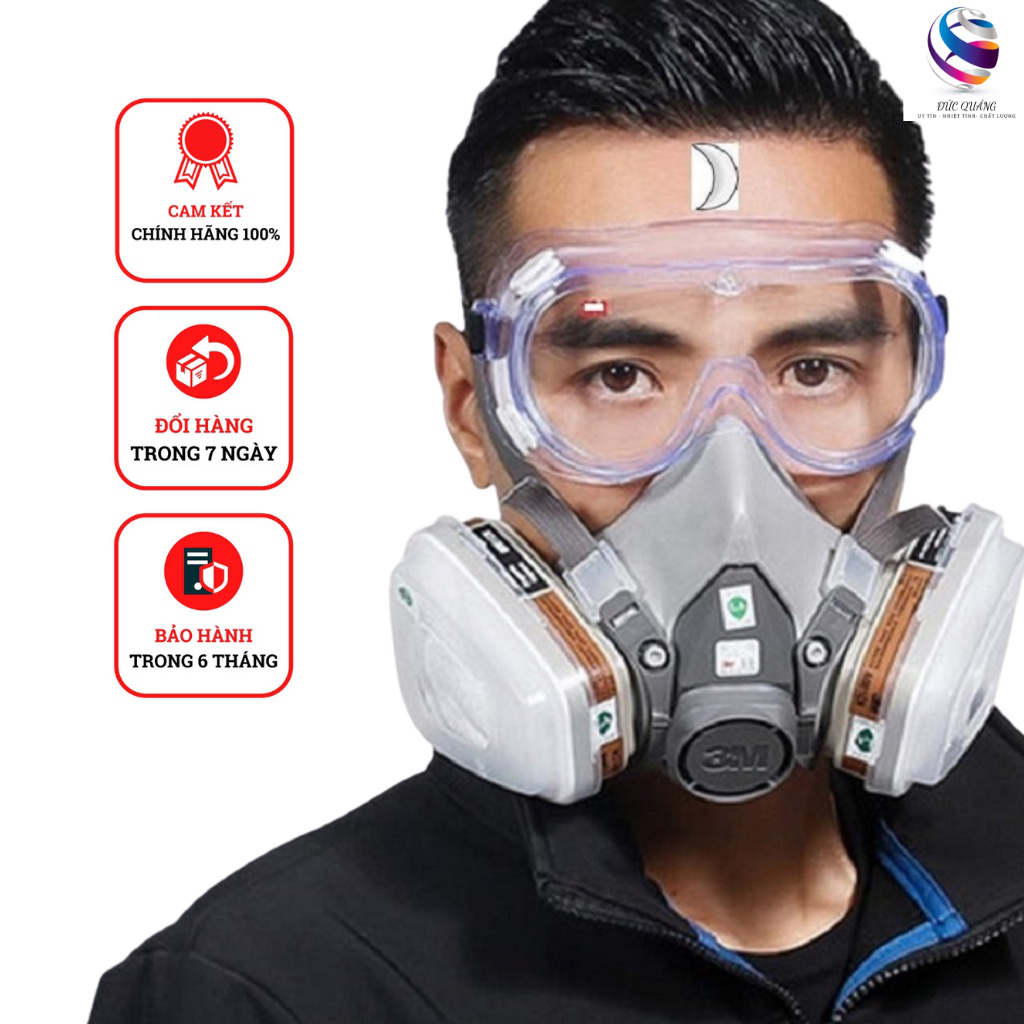 ĐỨC QUẢNG
UY TÍN - NHIỆT TÌNH- CHẤT LƯỢNG
CAM KẾT
CHÍNH HÃNG 100%
ĐỔI HÀNG
TRONG 7 NGÀY
BẢO HÀNH
TRONG 6 THÁNG
3M